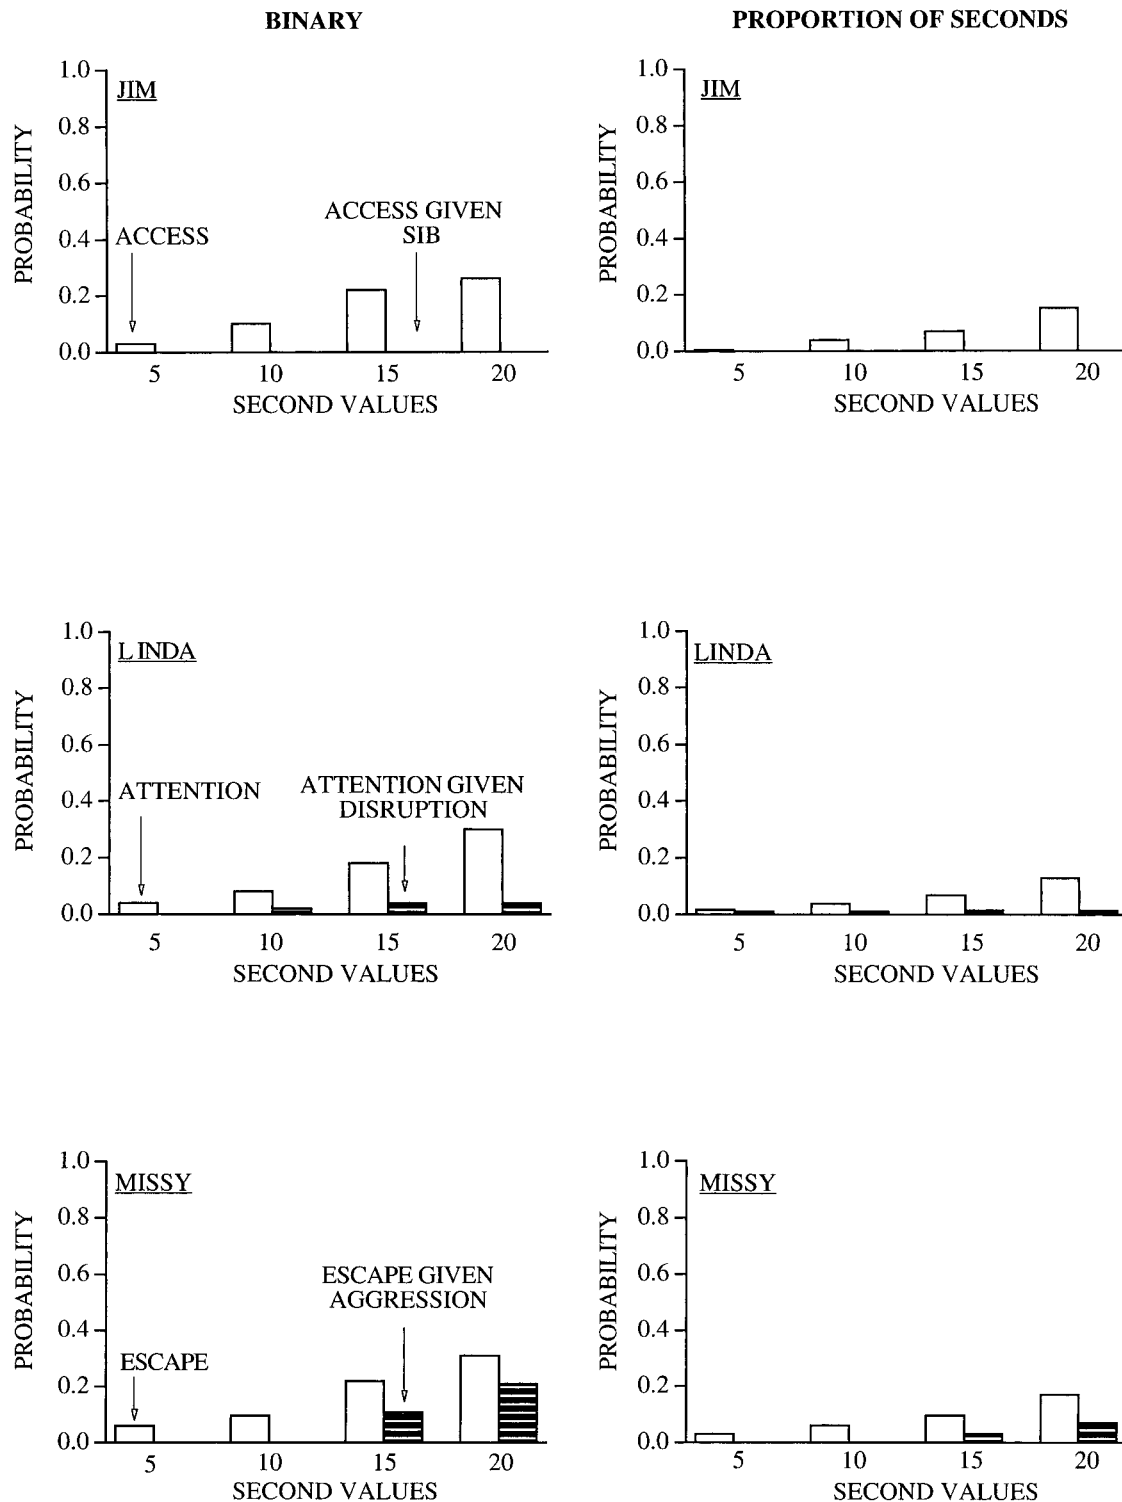 BINARY
PROPORTION OF SECONDS
JIM
PROBABILITY
1.0
0.8
0.6
0.4
0.2
0.0
ACCESS
ACCESS GIVEN
SIB
5 10 15 20
SECOND VALUES
JIM
PROBABILITY
1.0
0.8
0.6
0.4
0.2
0.0
5 10 15 20
SECOND VALUES
LINDA
PROBABILITY
1.0
0.8
0.6
0.4
0.2
0.0
ATTENTION
ATTENTION GIVEN
DISRUPTION
5 10 15 20
SECOND VALUES
LINDA
PROBABILITY
1.0
0.8
0.6
0.4
0.2
0.0
5 10 15 20
SECOND VALUES
MISSY
PROBABILITY
1.0
0.8
0.6
0.4
0.2
0.0
ESCAPE
ESCAPE GIVEN
AGGRESSION
5 10 15 20
SECOND VALUES
MISSY
PROBABILITY
1.0
0.8
0.6
0.4
0.2
0.0
5 10 15 20
SECOND VALUES